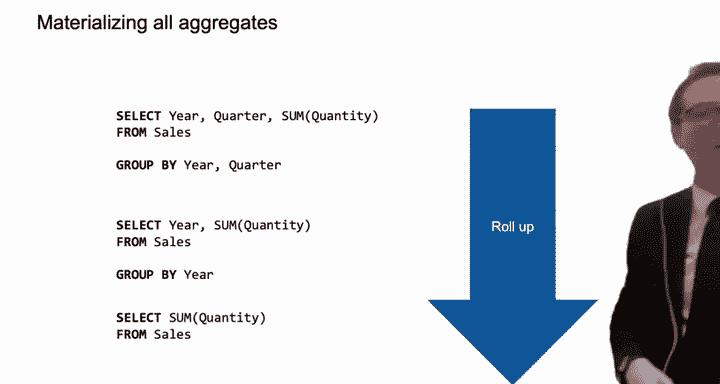 Materializing all aggregates
SELECT Year, Quarter, SUM(Quantity)
FROM Sales
GROUP BY Year, Quarter
SELECT Year, SUM(Quantity)
FROM Sales
GROUP BY Year
SELECT SUM(Quantity)
FROM Sales
Roll up